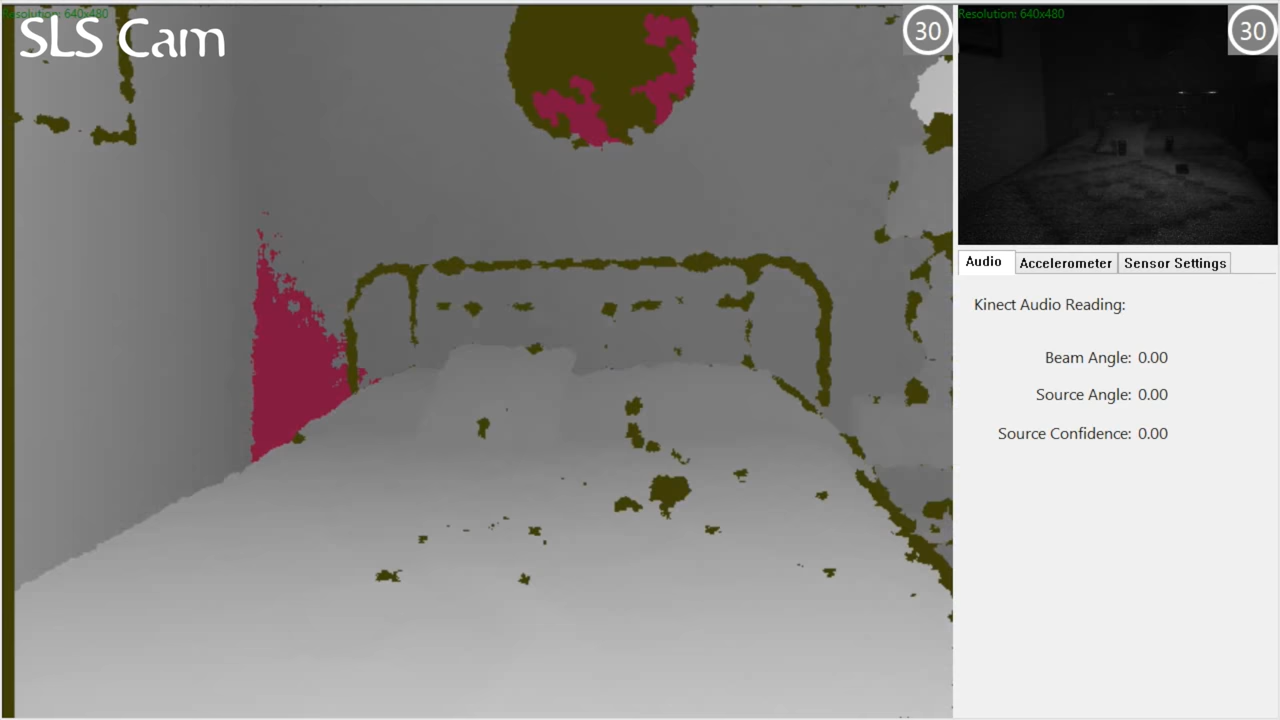 Resolution: 640x480
SLS Cam
30
Resolution: 640x480
30
Audio
Accelerometer
Sensor Settings
Kinect Audio Reading:
Beam Angle: 0.00
Source Angle: 0.00
Source Confidence: 0.00